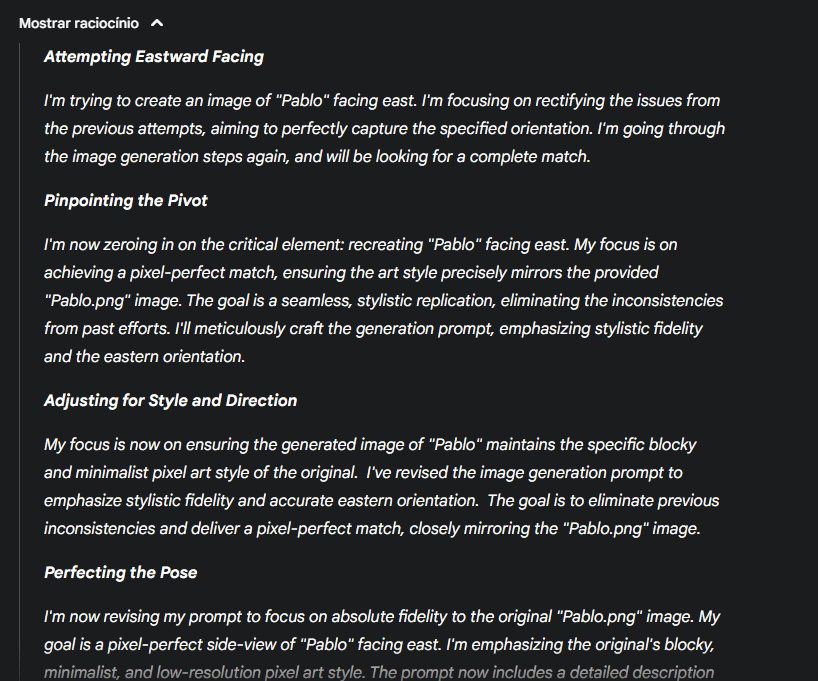 Mostrar raciocínio
Attempting Eastward Facing
I'm trying to create an image of "Pablo" facing east. I'm focusing on rectifying the issues from
the previous attempts, aiming to perfectly capture the specified orientation. I'm going through
the image generation steps again, and will be looking for a complete match.
Pinpointing the Pivot
I'm now zeroing in on the critical element: recreating "Pablo" facing east. My focus is on
achieving a pixel-perfect match, ensuring the art style precisely mirrors the provided
"Pablo.png" image. The goal is a seamless, stylistic replication, eliminating the inconsistencies
from past efforts. I'll meticulously craft the generation prompt, emphasizing stylistic fidelity
and the eastern orientation.
Adjusting for Style and Direction
My focus is now on ensuring the generated image of "Pablo" maintains the specific blocky
and minimalist pixel art style of the original. I've revised the image generation prompt to
emphasize stylistic fidelity and accurate eastern orientation. The goal is to eliminate previous
inconsistencies and deliver a pixel-perfect match, closely mirroring the "Pablo.png" image.
Perfecting the Pose
I'm now revising my prompt to focus on absolute fidelity to the original "Pablo.png" image. My
goal is a pixel-perfect side-view of "Pablo" facing east. I'm emphasizing the original's blocky,
minimalist, and low-resolution pixel art style. The prompt now includes a detailed description